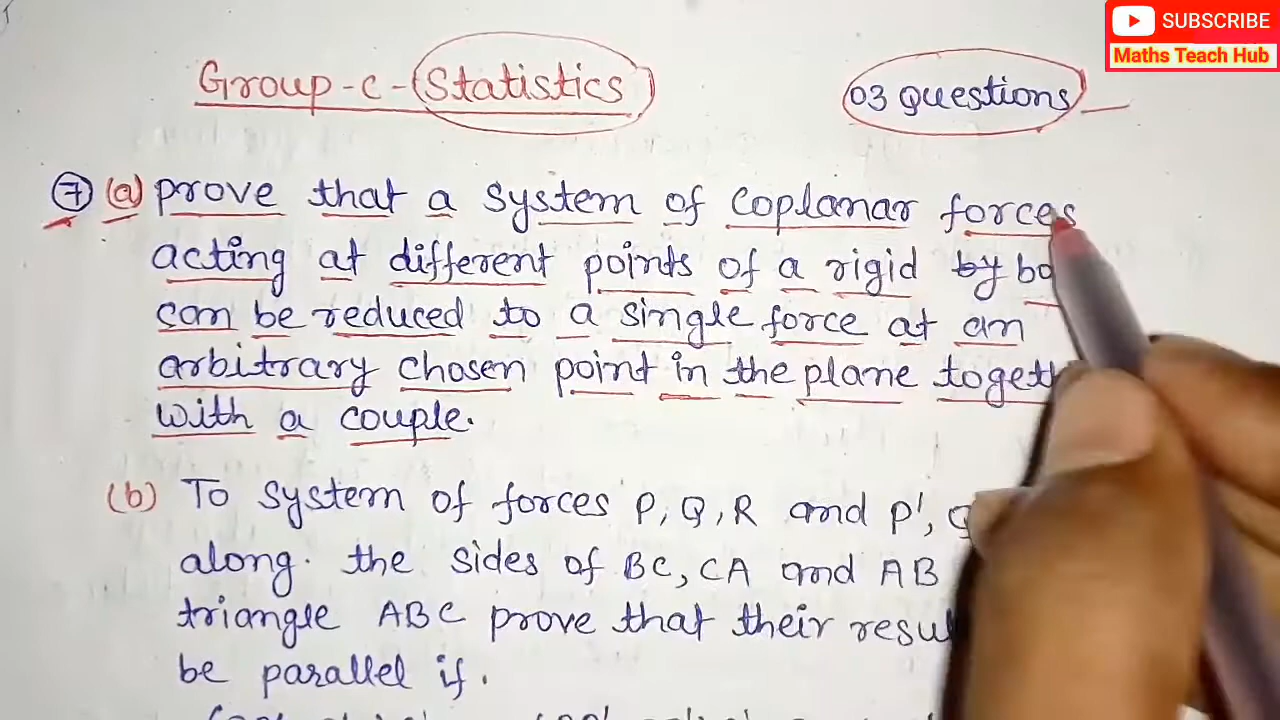 SUBSCRIBE
Maths Teach Hub
Group-C-Statistics
03 Questions
7 (a) prove that a system of coplanar forces
acting at different points of a rigid by
can be reduced to a single force at an
arbitrary chosen point in the plane
with a couple.
(b) To system of forces P, Q, R and P',
along. the sides of BC, CA and AB
triangle ABC prove that their
be parallel if.